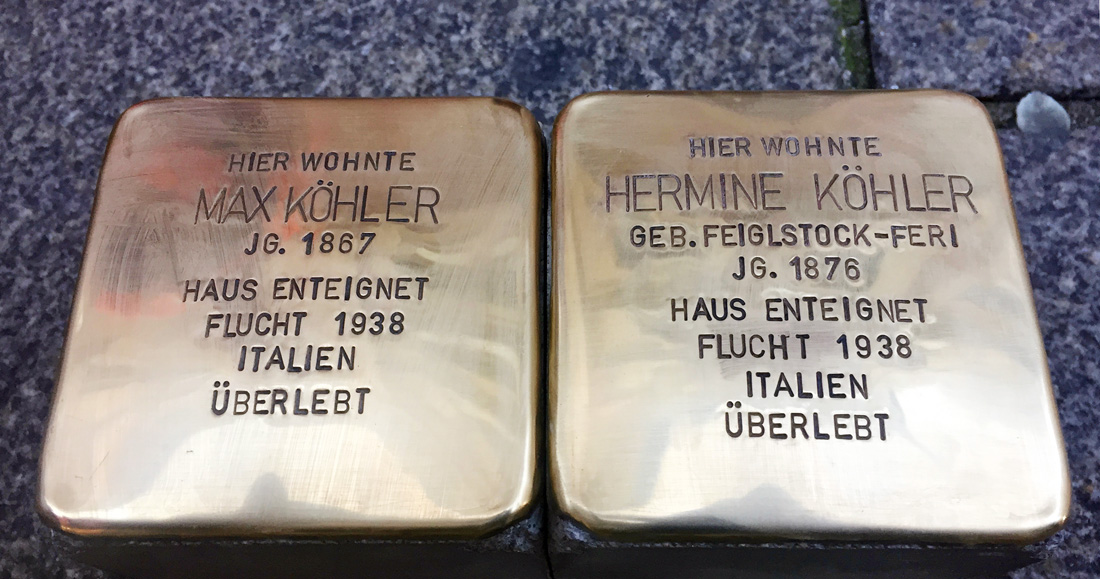 HIER WOHNTE
MAX KÖHLER
JG. 1867
HAUS ENTEIGNET
FLUCHT 1938
ITALIEN
ÜBERLEBT
HIER WOHNTE
HERMINE KÖHLER
GEB. FEIGLSTOCK-FERI
JG. 1876
HAUS ENTEIGNET
FLUCHT 1938
ITALIEN
ÜBERLEBT